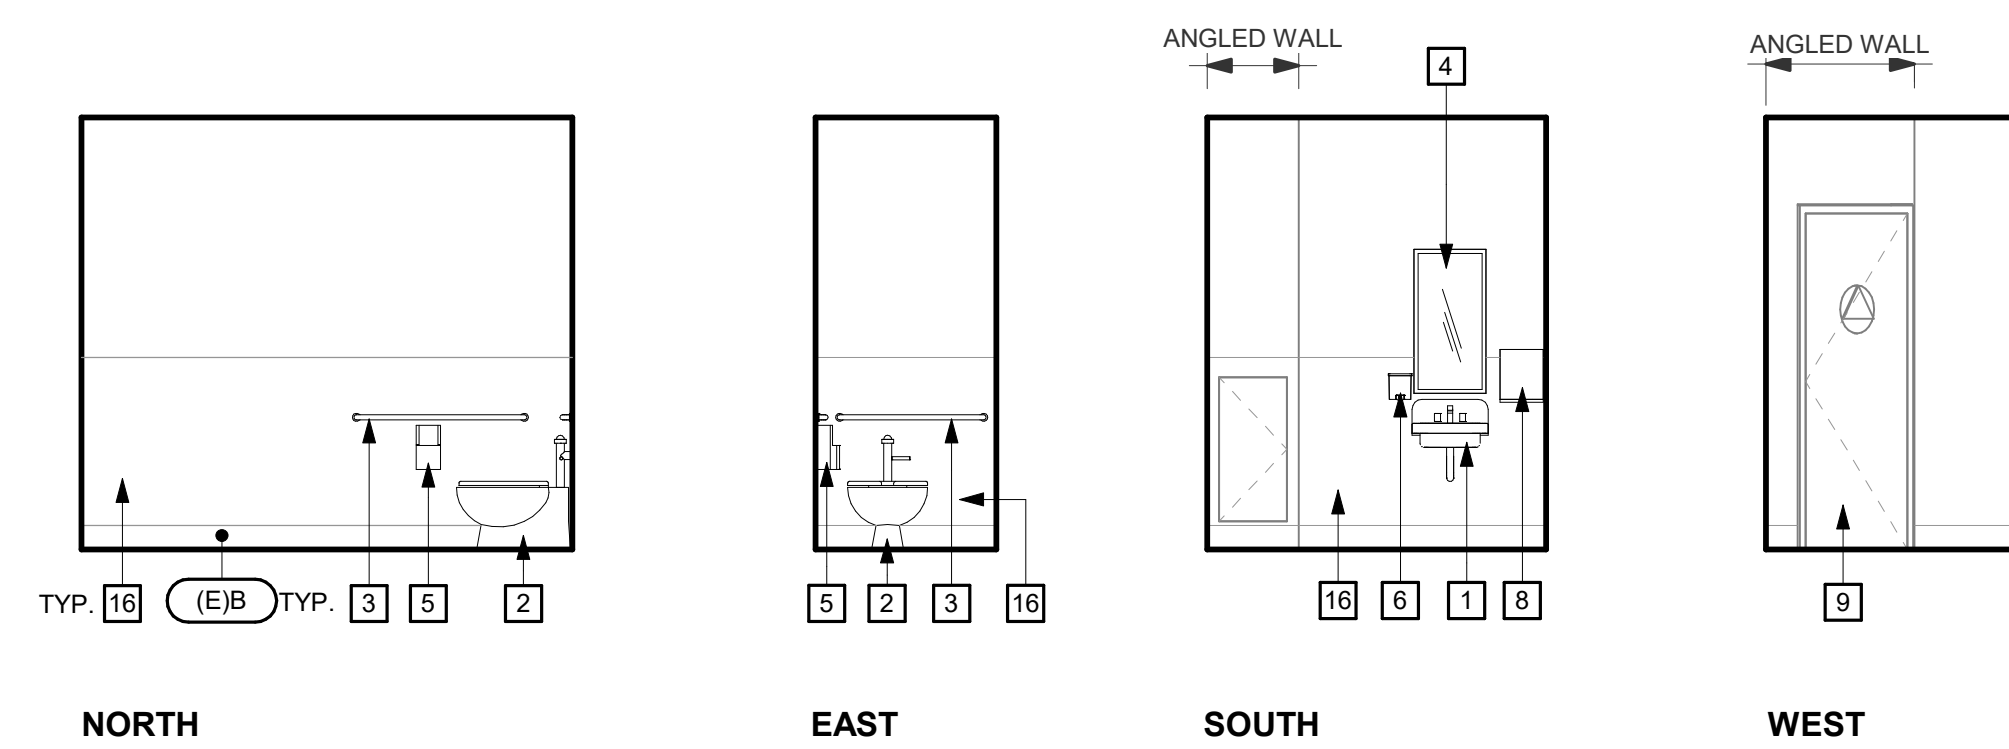 ANGLED WALL
ANGLED WALL
4
TYP. 16 (E)B TYP. 3 5 2
5 2 3 16
16 6 1 8
9
NORTH
EAST
SOUTH
WEST